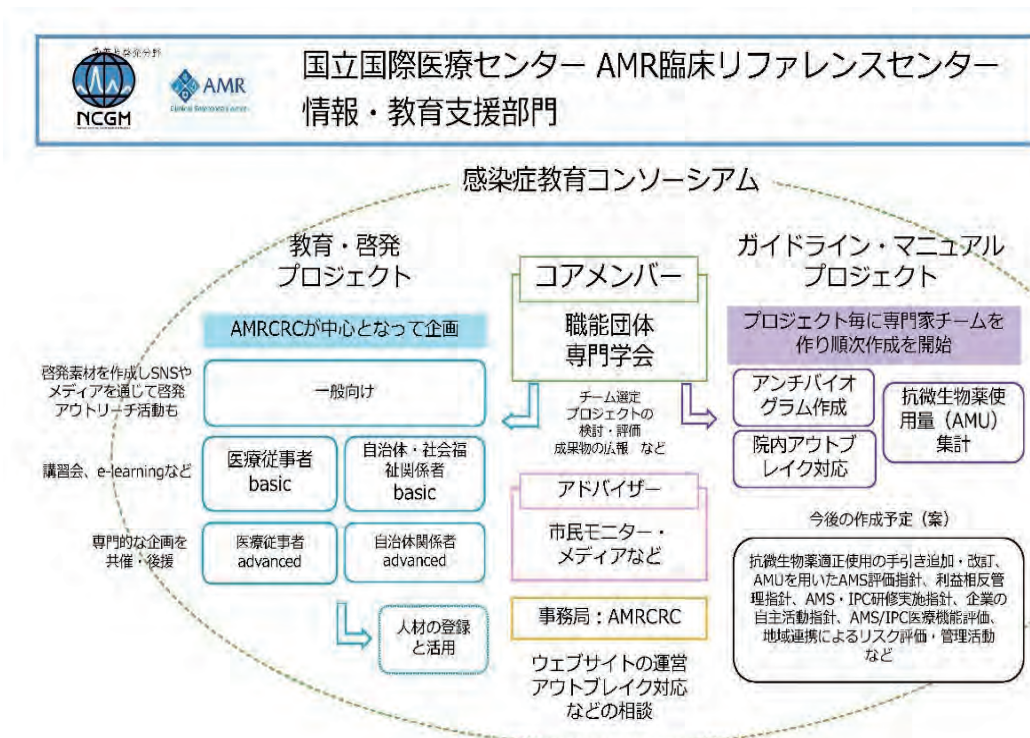 NCGM
AMR
Clinical Reference Center
国立国際医療センター AMR臨床リファレンスセンター
情報・教育支援部門
感染症教育コンソーシアム
教育・啓発
プロジェクト
AMRCRCが中心となって企画
啓発素材を作成しSNSや
メディアを通じて啓発
アウトリーチ活動も
一般向け
講習会、e-learningなど
医療従事者
basic
自治体・社会福
祉関係者
basic
専門的な企画を
共催・後援
医療従事者
advanced
自治体関係者
advanced
人材の登録
と活用
コアメンバー
職能団体
専門学会
チーム選定
プロジェクトの
検討・評価
成果物の広報 など
アドバイザー
市民モニター・
メディアなど
事務局：AMRCRC
ウェブサイトの運営
アウトブレイク対応
などの相談
ガイドライン・マニュアル
プロジェクト
プロジェクト毎に専門家チームを
作り順次作成を開始
アンチバイオ
グラム作成
抗微生物薬使
用量（AMU）
集計
院内アウトブ
レイク対応
今後の作成予定（案）
抗微生物薬適正使用の手引き追加・改訂、
AMUを用いたAMS評価指針、利益相反管
理指針、AMS・IPC研修実施指針、企業の
自主活動指針、AMS/IPC医療機能評価、
地域連携によるリスク評価・管理活動
など